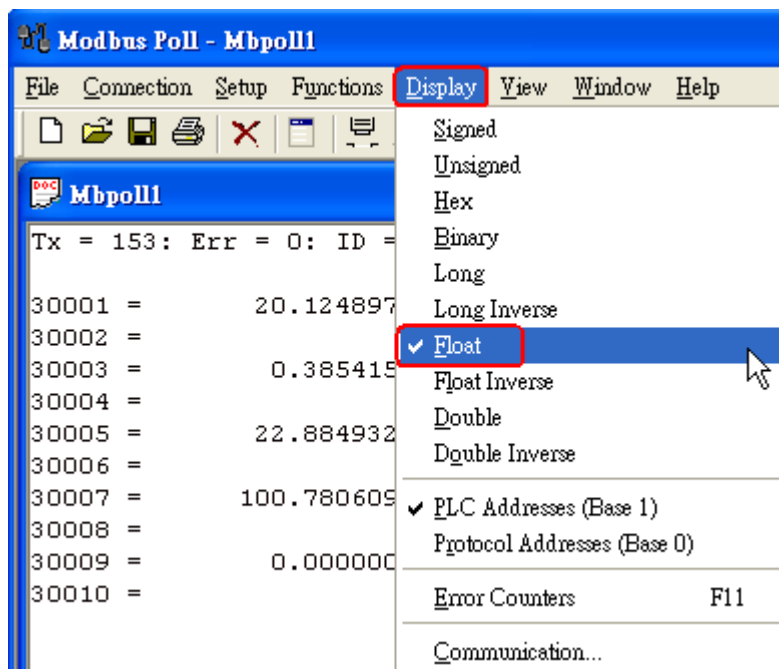 Modbus Poll - Mbpoll1
File Connection Setup Functions Display View Window Help
DOC
Mbpoll1
Tx = 153: Err = 0: ID =
30001 = 20.124897
30002 =
30003 = 0.385415
30004 =
30005 = 22.884932
30006 =
30007 = 100.780609
30008 =
30009 = 0.000000
30010 =
Signed
Unsigned
Hex
Binary
Long
Long Inverse
Float
Float Inverse
Double
Double Inverse
PLC Addresses (Base 1)
Protocol Addresses (Base 0)
Error Counters F11
Communication...